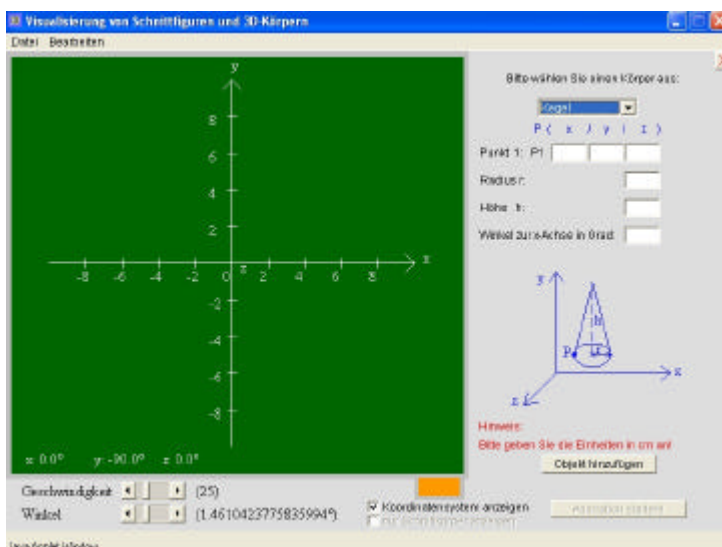 Visualisierung von Schnittfiguren und 3D-Körpern
Datei Bearbeiten
Bitte wählen Sie einen Körper aus:
Kegel
P ( x / y / z )
Punkt 1: P1
Radius r:
Höhe h:
Winkel zur x-Achse in Grad:
y
8
6
4
2
-8 -6 -4 -2 0 z 2 4 6 8 x
-2
-4
-6
-8
x: 0.0° y: -90.0° z: 0.0°
y
h
P r
x
z
Hinweis:
Bitte geben Sie die Einheiten in cm an!
Objekt hinzufügen
Geschwindigkeit (25)
Winkel (1.4610423775835994°)
Koordinatensystem anzeigen
Java Applet Window